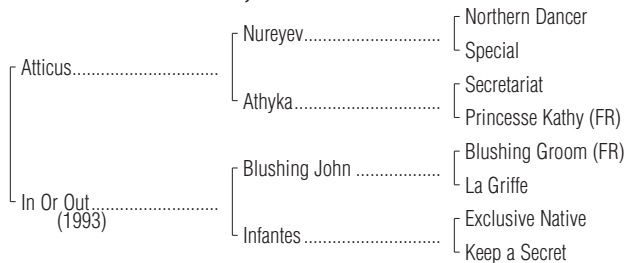 Northern Dancer
Nureyev
Special
Atticus
Secretariat
Athyka
Princesse Kathy (FR)
Blushing Groom (FR)
Blushing John
La Griffe
In Or Out
(1993)
Exclusive Native
Infantes
Keep a Secret